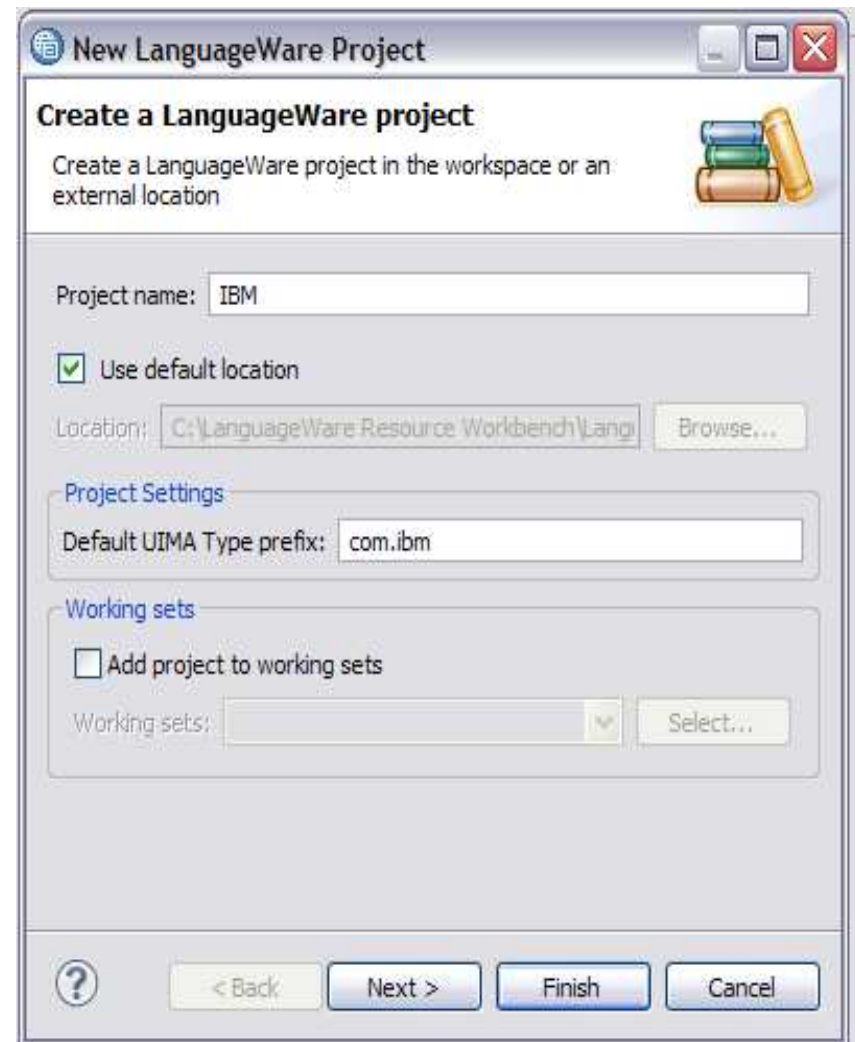 New LanguageWare Project
Create a LanguageWare project
Create a LanguageWare project in the workspace or an
external location
Project name: IBM
Use default location
Location: C:\LanguageWare Resource Workbench\Lang Browse...
Project Settings
Default UIMA Type prefix: com.ibm
Working sets
Add project to working sets
Working sets: Select...
? < Back Next > Finish Cancel